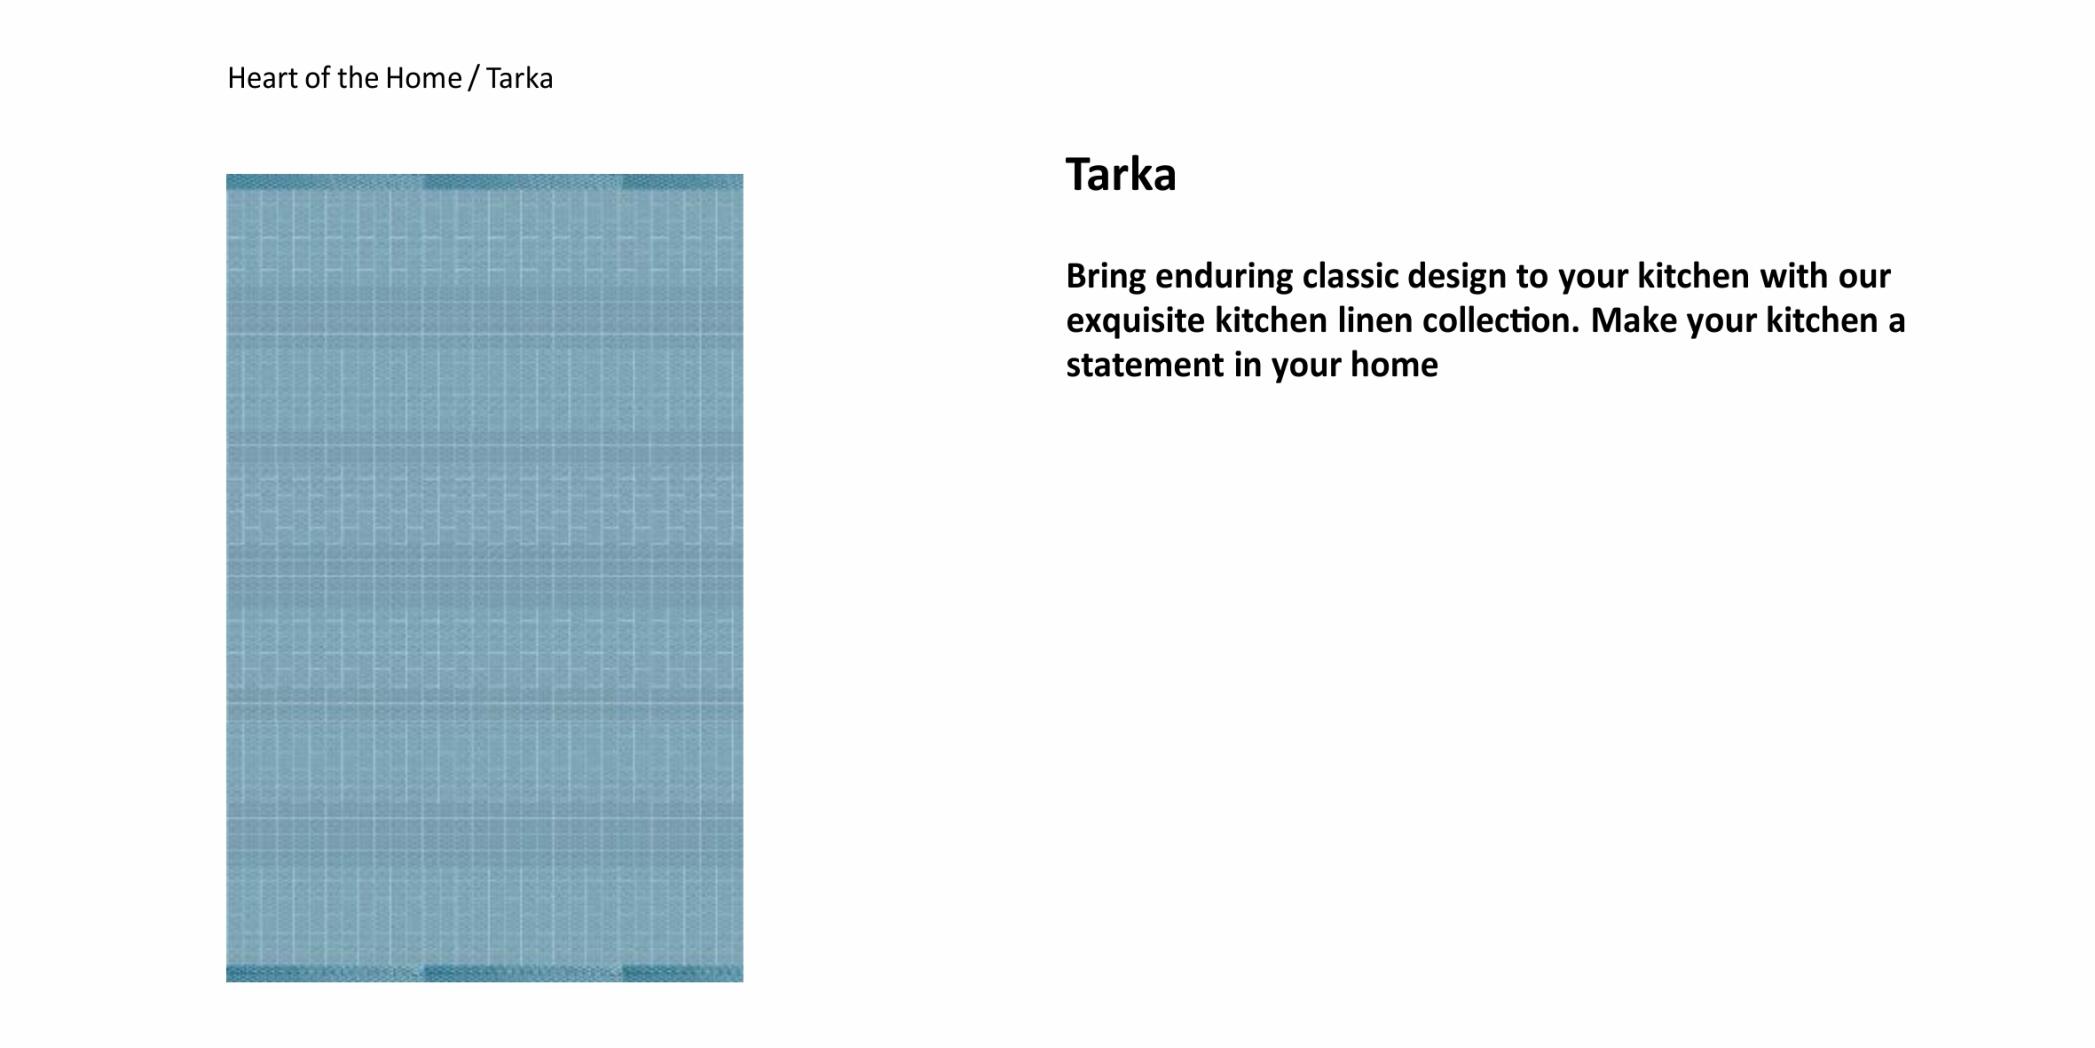 Heart of the Home / Tarka
Tarka
Bring enduring classic design to your kitchen with our
exquisite kitchen linen collection. Make your kitchen a
statement in your home